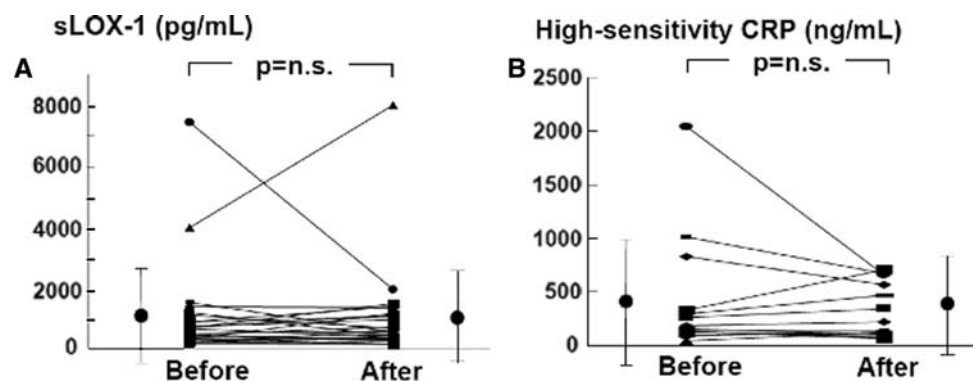 sLOX-1 (pg/mL)
A
p=n.s.
8000
6000
4000
2000
0
Before
After
High-sensitivity CRP (ng/mL)
B
p=n.s.
2500
2000
1500
1000
500
0
Before
After